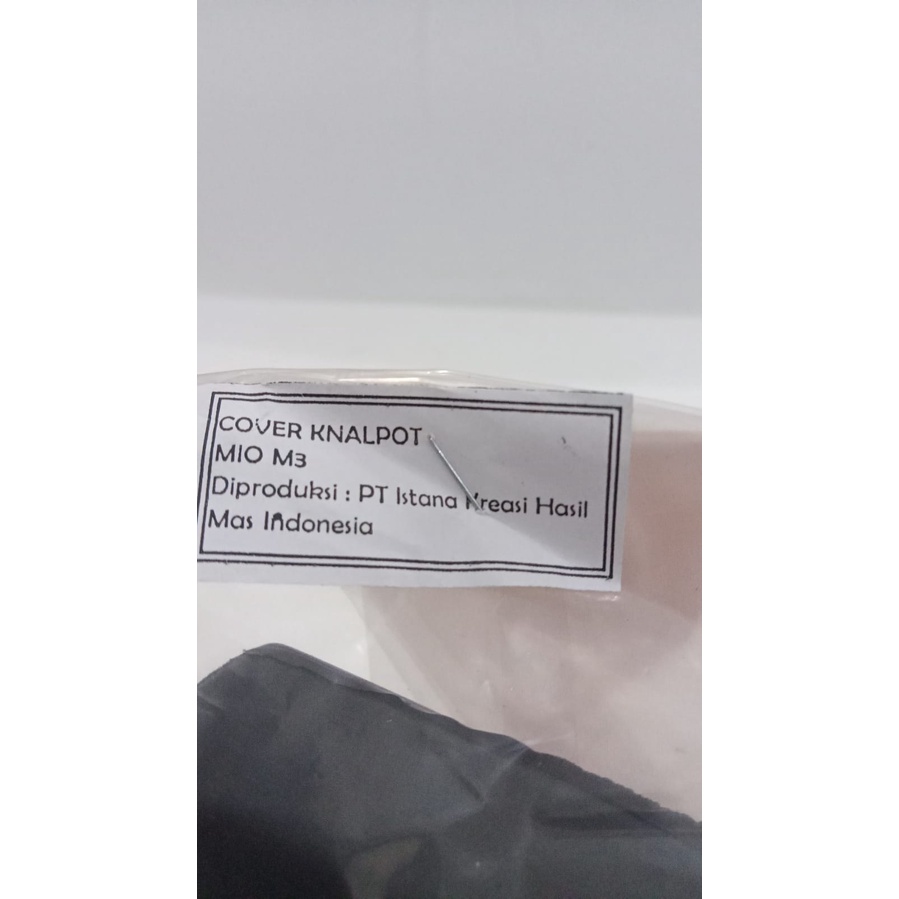 COVER KNALPOT
MIO M3
Diproduksi : PT Istana Kreasi Hasil
Mas Indonesia